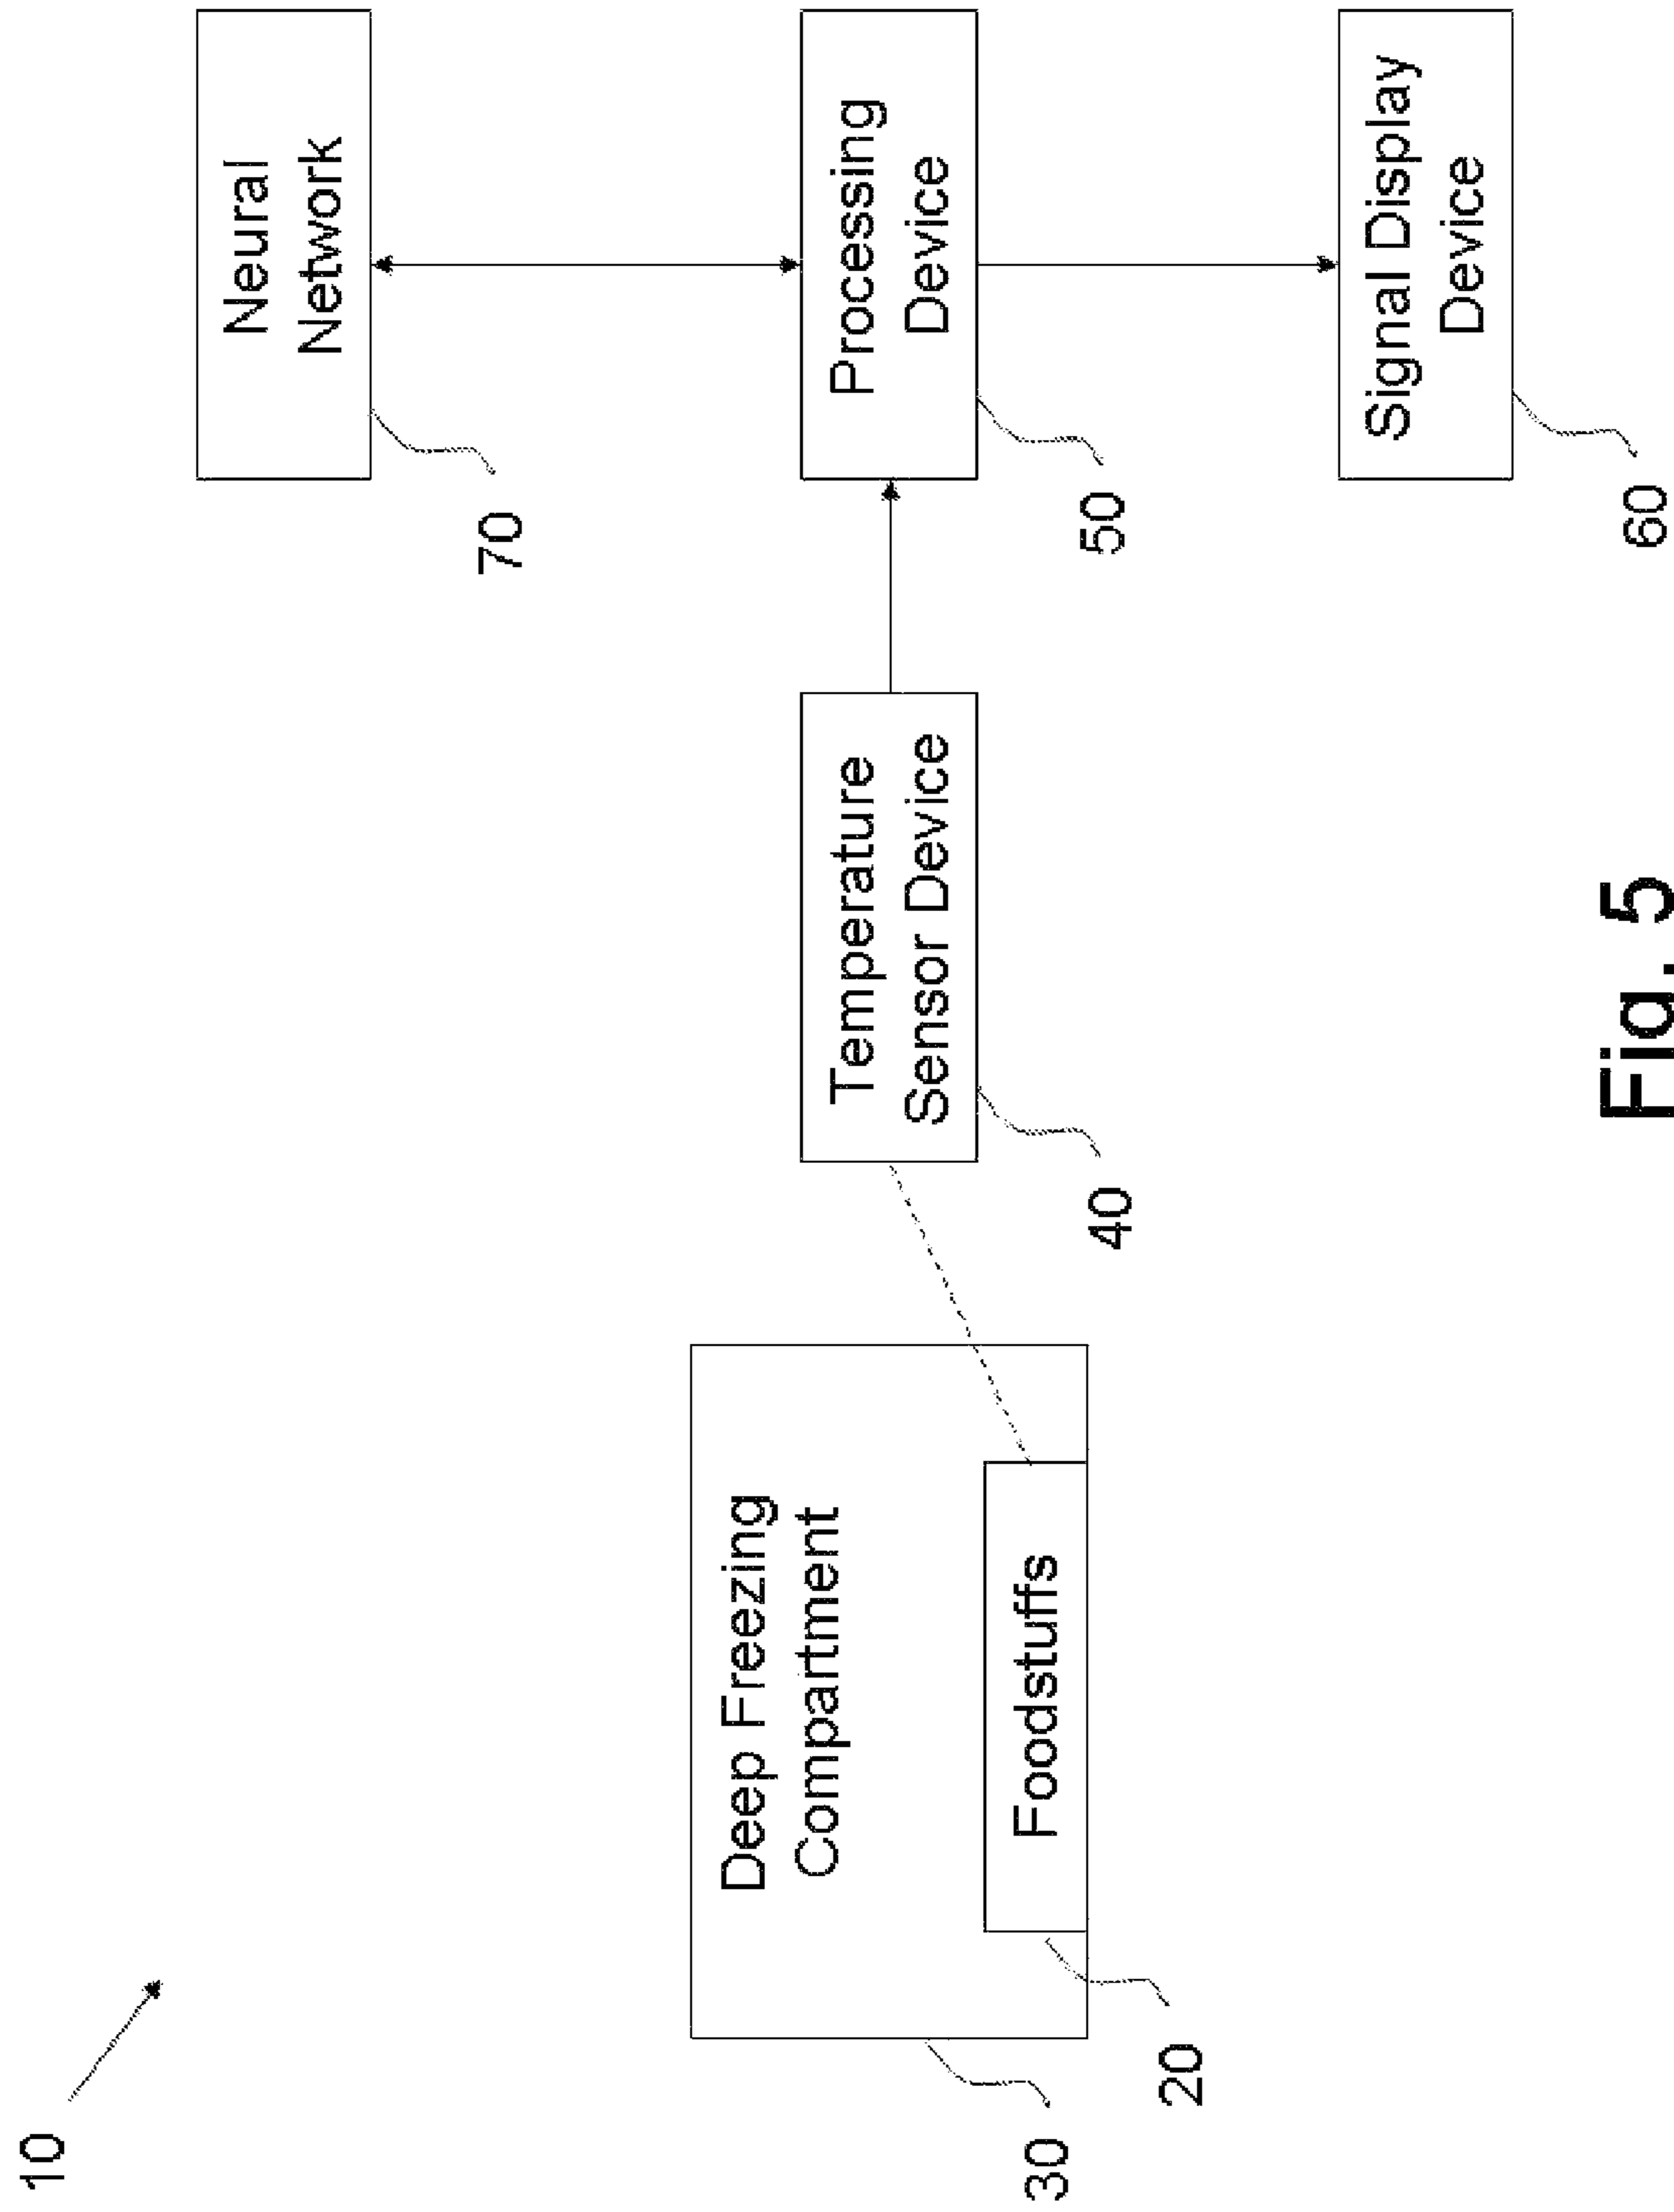 10
Neural
Network
70
Deep Freezing
Compartment
Temperature
Sensor Device
Processing
Device
Foodstuffs
30
20
40
50
Signal Display
Device
60
Fig. 5